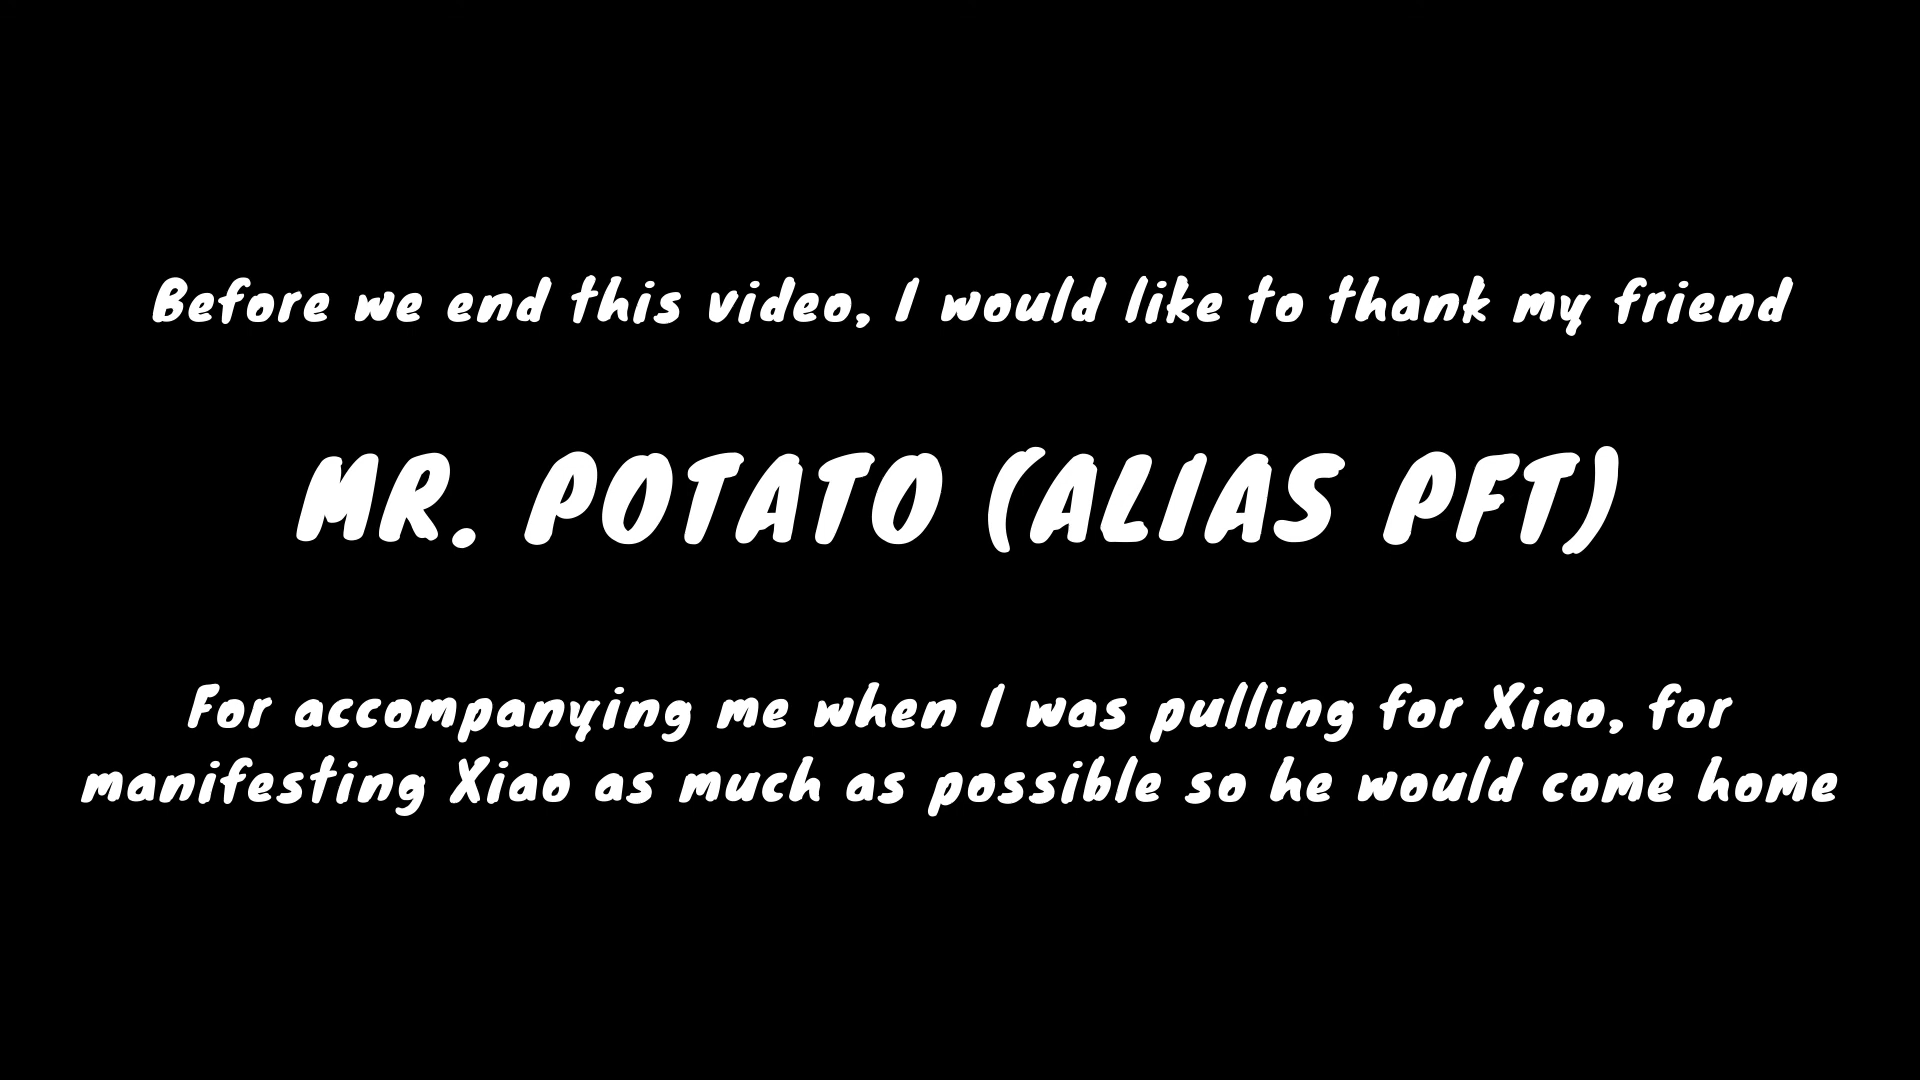 Before we end this video, I would like to thank my friend
MR. POTATO (ALIAS PFT)
For accompanying me when I was pulling for Xiao, for
manifesting Xiao as much as possible so he would come home